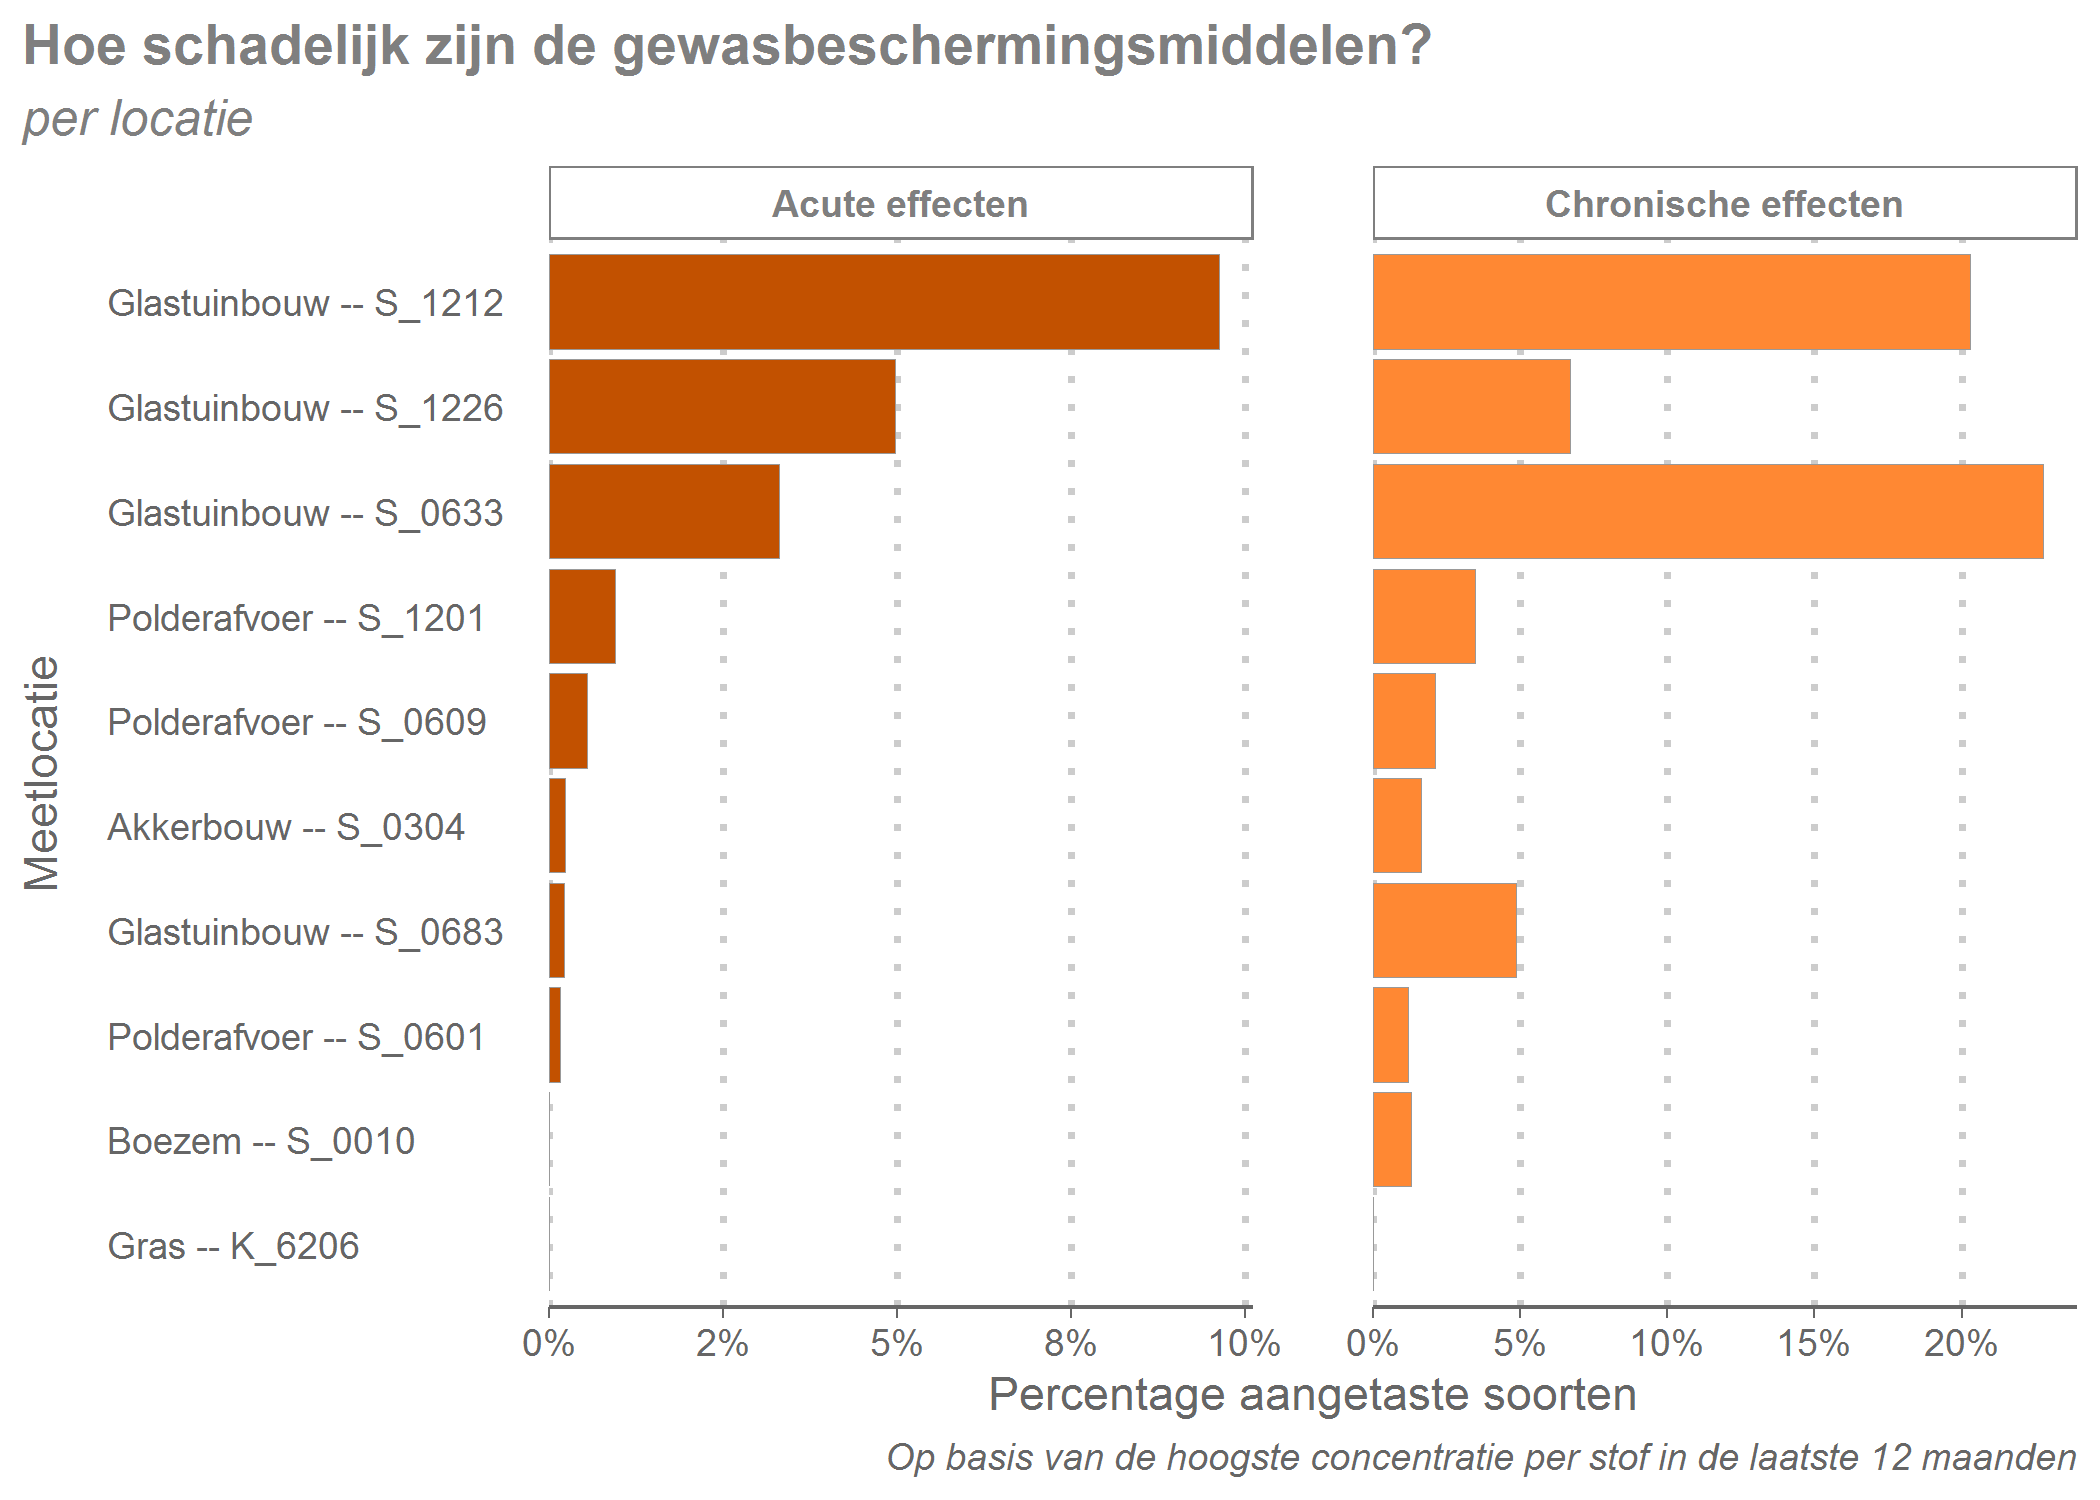 Hoe schadelijk zijn de gewasbeschermingsmiddelen?
per locatie
Acute effecten
Chronische effecten
Meetlocatie
Glastuinbouw -- S_1212
Glastuinbouw -- S_1226
Glastuinbouw -- S_0633
Polderafvoer -- S_1201
Polderafvoer -- S_0609
Akkerbouw -- S_0304
Glastuinbouw -- S_0683
Polderafvoer -- S_0601
Boezem -- S_0010
Gras -- K_6206
0% 2% 5% 8% 10%
0% 5% 10% 15% 20%
Percentage aangetaste soorten
Op basis van de hoogste concentratie per stof in de laatste 12 maanden